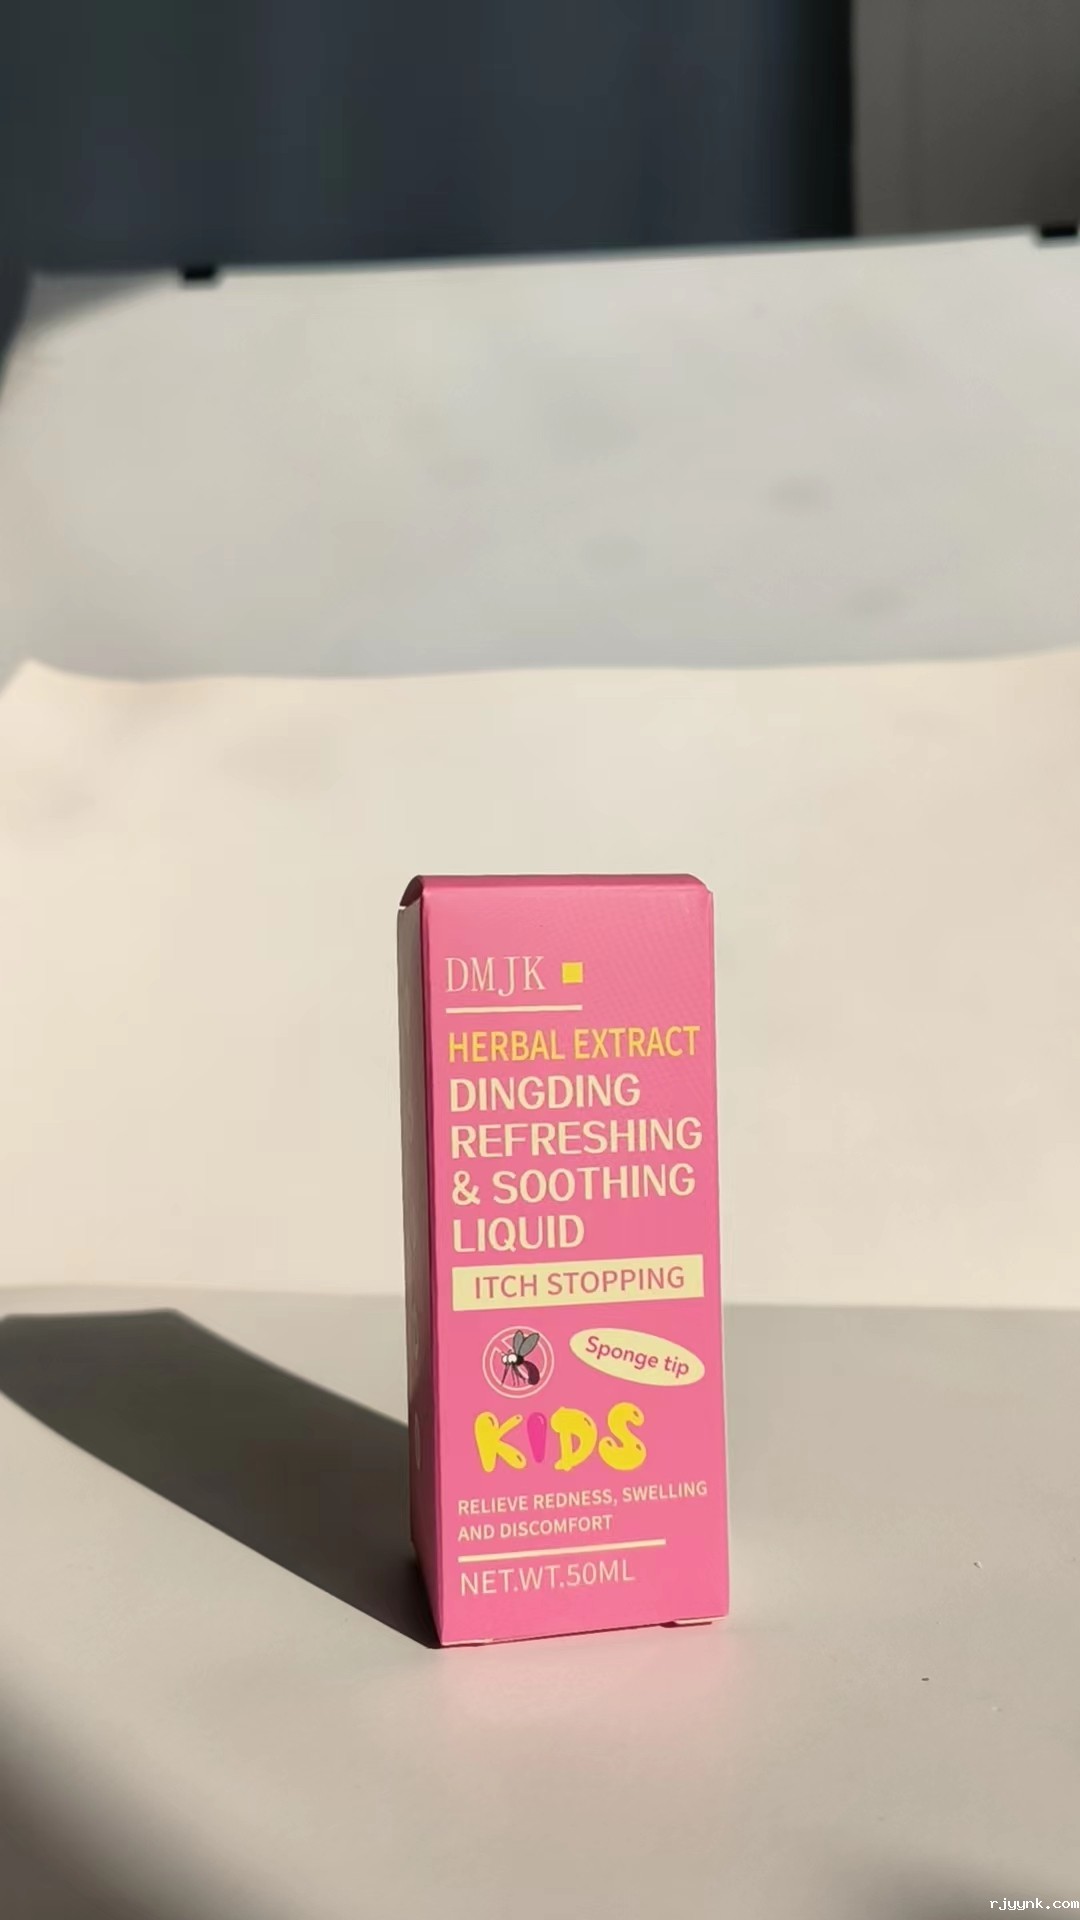 DMJK
HERBAL EXTRACT
DINGDING
REFRESHING
& SOOTHING
LIQUID
ITCH STOPPING
Sponge tip
KIDS
RELIEVE REDNESS, SWELLING
AND DISCOMFORT
NET.WT.50ML
rjyynk.com